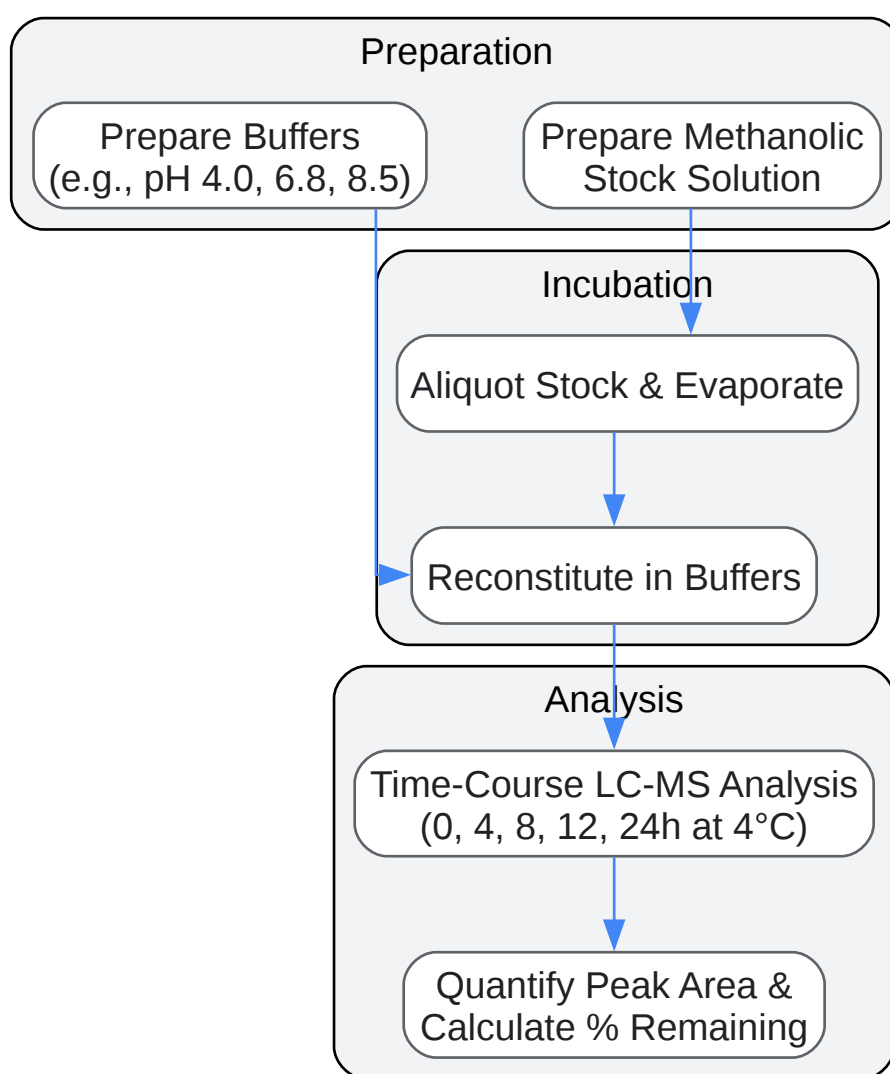 Preparation
Prepare Buffers
(e.g., pH 4.0, 6.8, 8.5)
Prepare Methanolic
Stock Solution
Incubation
Aliquot Stock & Evaporate
Reconstitute in Buffers
Analysis
Time-Course LC-MS Analysis
(0, 4, 8, 12, 24h at 4°C)
Quantify Peak Area &
Calculate % Remaining